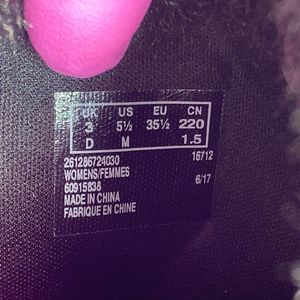 UK US EU CN
3 5½ 35½ 220
D M 1.5
261286724030 16712
WOMENS/FEMMES
60915838 6/17
MADE IN CHINA
FABRIQUE EN CHINE